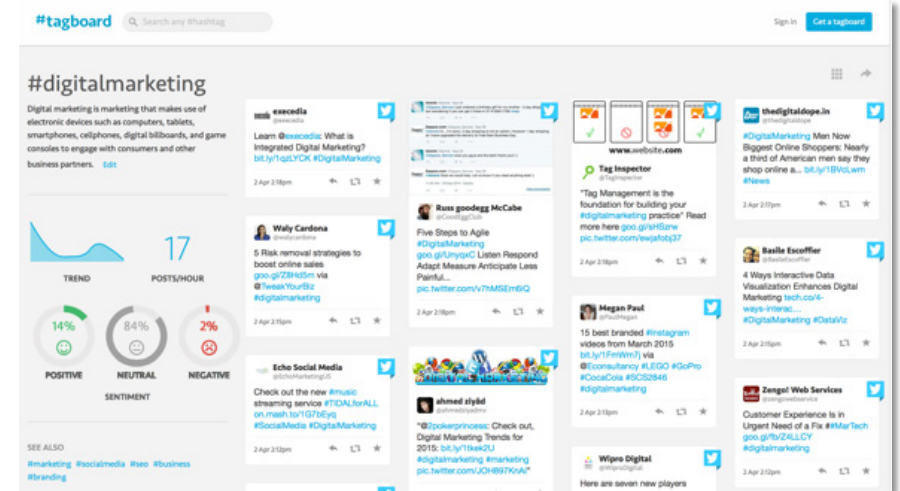 #tagboard
Search any #hashtag
Sign in
Get a tagboard
#digitalmarketing
Digital marketing is marketing that makes use of
electronic devices such as computers, tablets,
smartphones, cellphones, digital billboards, and game
consoles to engage with consumers and other
business partners. Edit
17
TREND
POSTS/HOUR
14%
84%
2%
POSITIVE
NEUTRAL
NEGATIVE
SENTIMENT
SEE ALSO
#marketing #socialmedia #seo #business
#branding
execedia
@execedia
Learn @execedia: What is
Integrated Digital Marketing?
bit.ly/1qzLYCK #DigitalMarketing
2 Apr 2:18pm
Waly Cardona
@walycardona
5 Risk removal strategies to
boost online sales
goo.gl/Z8HdSm via
@TweakYourBiz
#digitalmarketing
2 Apr 2:15pm
Echo Social Media
@EchoMarketingUS
Check out the new #music
streaming service #TIDALforALL
on.mash.to/1G7bEyq
#SocialMedia #DigitalMarketing
2 Apr 2:12pm
Russ goodegg McCabe
@GoodEggClub
Five Steps to Agile
#DigitalMarketing
goo.gl/UnyqxC Listen Respond
Adapt Measure Anticipate Less
Painful...
pic.twitter.com/v7hMSEm6iQ
2 Apr 2:18pm
ahmed ziyād
@ahmedziyadmv
"@2pokerprincess: Check out,
Digital Marketing Trends for
2015: bit.ly/1tkek2U
#digitalmarketing #marketing
pic.twitter.com/JOHB97KnAi"
www.website.com
Tag Inspector
@TagInspector
"Tag Management is the
foundation for building your
#digitalmarketing practice" Read
more here goo.gl/sHSzrw
pic.twitter.com/ewjafobj37
2 Apr 2:18pm
Megan Paul
@PaulMegan
15 best branded #Instagram
videos from March 2015
bit.ly/1FmWm7j via
@Econsultancy #LEGO #GoPro
#CocaCola #SCS2846
#digitalmarketing
2 Apr 2:13pm
Wipro Digital
@WiproDigital
Here are seven new players
thedigitaldope.in
@thedigitaldope
#DigitalMarketing Men Now
Biggest Online Shoppers: Nearly
a third of American men say they
shop online a... bit.ly/1BVcLwm
#News
2 Apr 2:17pm
Basile Escoffier
@BasileEscoffier
4 Ways Interactive Data
Visualization Enhances Digital
Marketing tech.co/4-
ways-interac...
#DigitalMarketing #DataViz
2 Apr 2:15pm
Zengo! Web Services
@zengowebservice
Customer Experience Is in
Urgent Need of a Fix ##MarTech
goo.gl/fb/Z4LLCY
#digitalmarketing
2 Apr 2:12pm